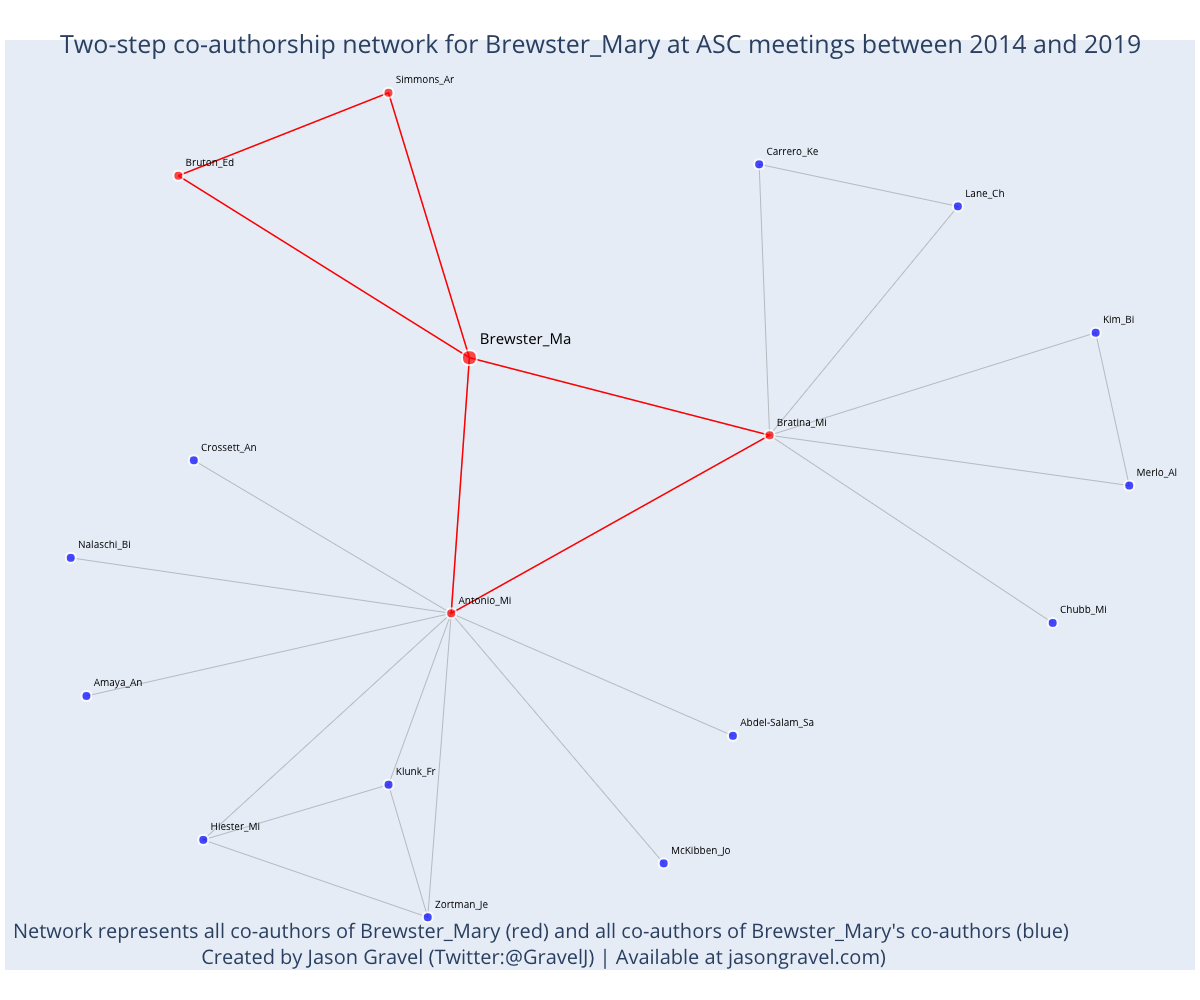 Two-step co-authorship network for Brewster_Mary at ASC meetings between 2014 and 2019
Simmons_Ar
Bruton_Ed
Carrero_Ke
Lane_Ch
Kim_Bi
Brewster_Ma
Bratina_Mi
Crossett_An
Merlo_Al
Nalaschi_Bi
Antonio_Mi
Chubb_Mi
Amaya_An
Abdel-Salam_Sa
Klunk_Fr
Hiester_Mi
McKibben_Jo
Zortman_Je
Network represents all co-authors of Brewster_Mary (red) and all co-authors of Brewster_Mary's co-authors (blue)
Created by Jason Gravel (Twitter:@GravelJ) | Available at jasongravel.com)